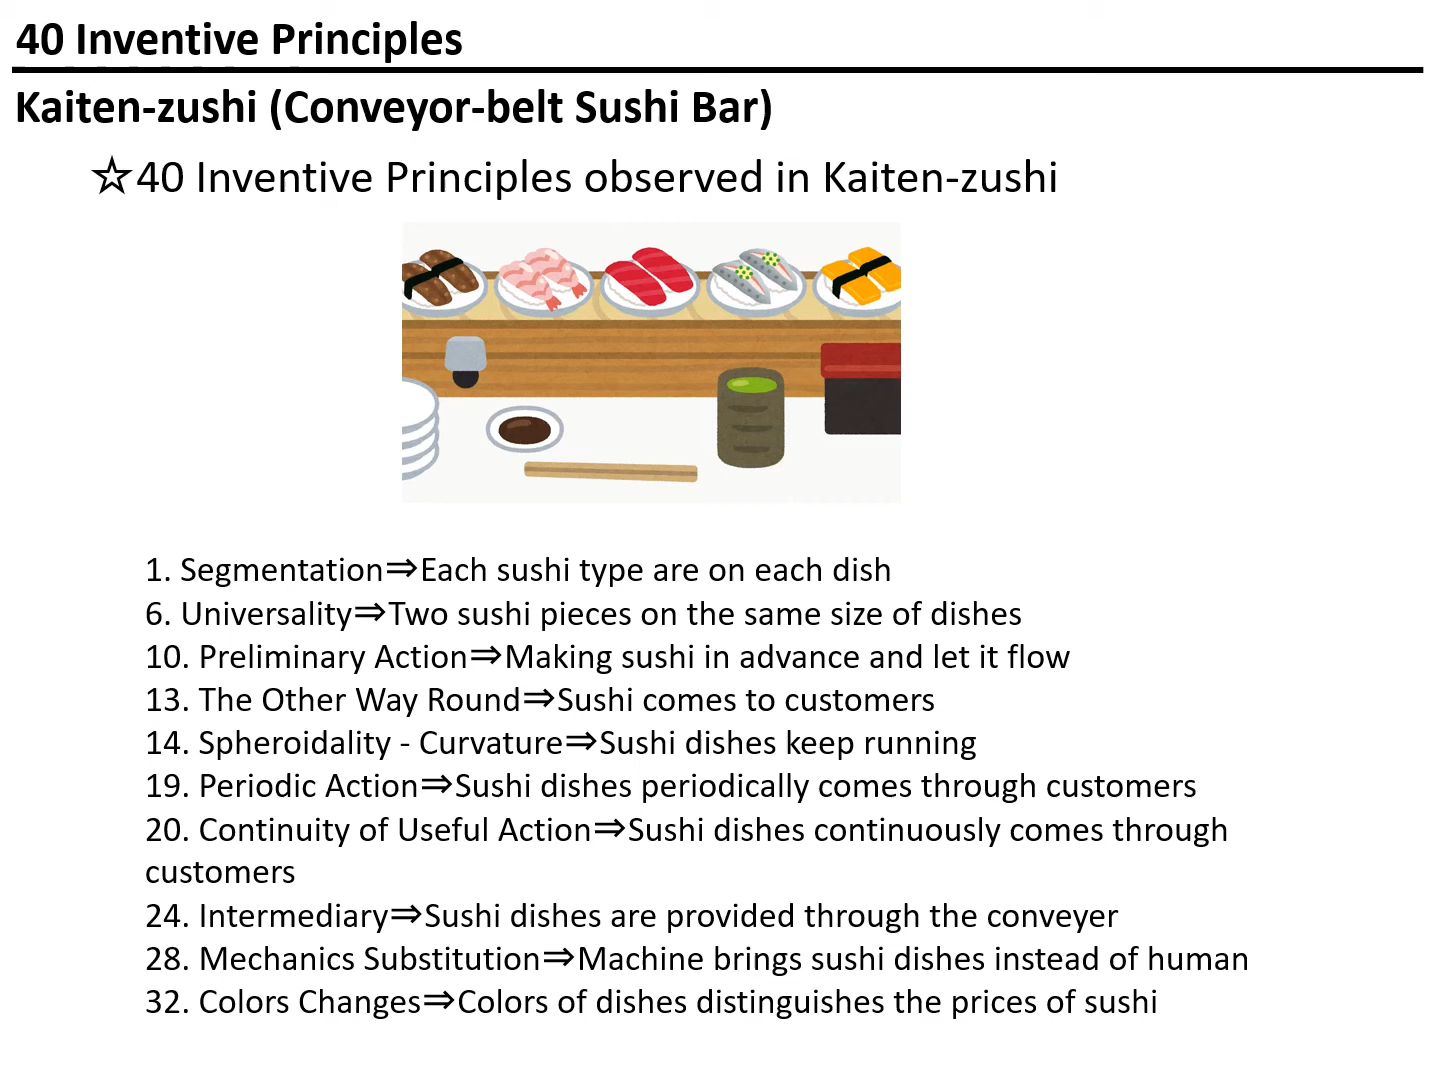 40 Inventive Principles
Kaiten-zushi (Conveyor-belt Sushi Bar)
☆40 Inventive Principles observed in Kaiten-zushi
1. Segmentation⇒Each sushi type are on each dish
6. Universality⇒Two sushi pieces on the same size of dishes
10. Preliminary Action⇒Making sushi in advance and let it flow
13. The Other Way Round⇒Sushi comes to customers
14. Spheroidality - Curvature⇒Sushi dishes keep running
19. Periodic Action⇒Sushi dishes periodically comes through customers
20. Continuity of Useful Action⇒Sushi dishes continuously comes through
customers
24. Intermediary⇒Sushi dishes are provided through the conveyer
28. Mechanics Substitution⇒Machine brings sushi dishes instead of human
32. Colors Changes⇒Colors of dishes distinguishes the prices of sushi